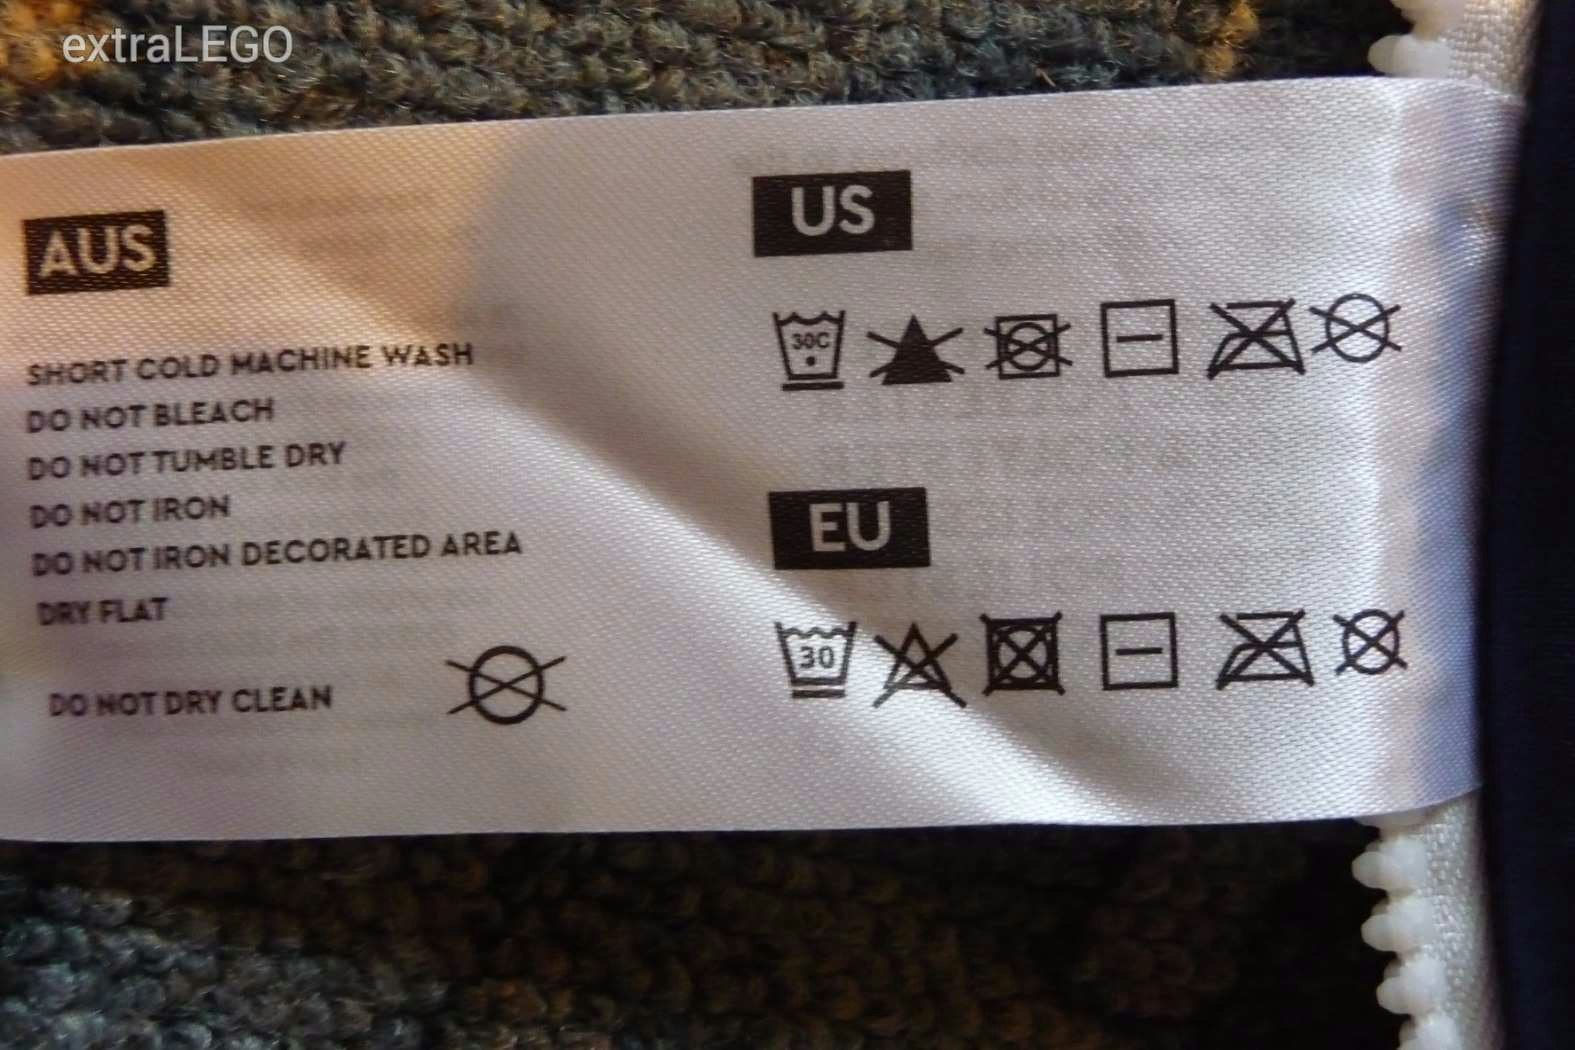 extraLEGO
AUS
SHORT COLD MACHINE WASH
DO NOT BLEACH
DO NOT TUMBLE DRY
DO NOT IRON
DO NOT IRON DECORATED AREA
DRY FLAT
DO NOT DRY CLEAN
US
30C
EU
30